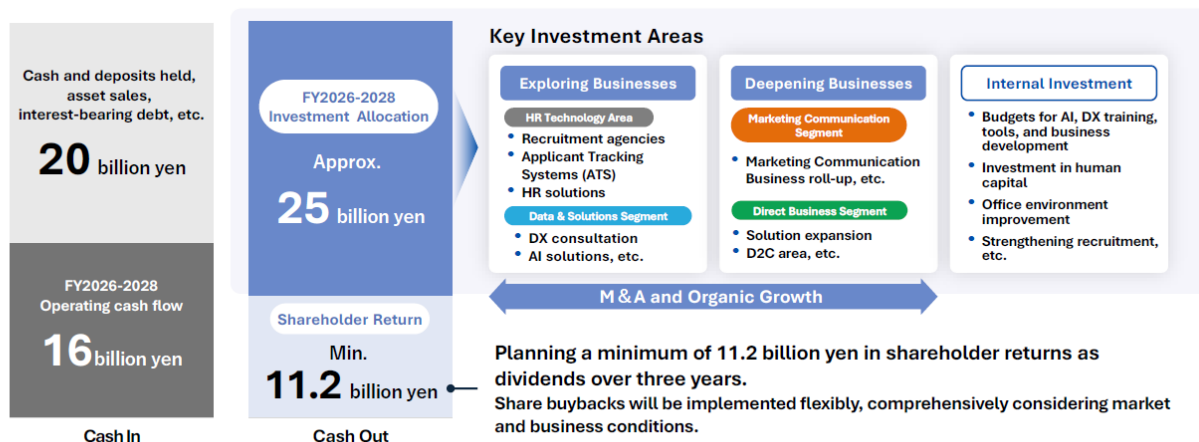 Cash and deposits held,
asset sales,
interest-bearing debt, etc.
20 billion yen
FY2026-2028
Operating cash flow
16 billion yen
Cash In
FY2026-2028
Investment Allocation
Approx.
25 billion yen
Shareholder Return
Min.
11.2 billion yen
Cash Out
Key Investment Areas
Exploring Businesses
HR Technology Area
• Recruitment agencies
• Applicant Tracking
Systems (ATS)
• HR solutions
Data & Solutions Segment
• DX consultation
• AI solutions, etc.
Deepening Businesses
Marketing Communication
Segment
• Marketing Communication
Business roll-up, etc.
Direct Business Segment
• Solution expansion
• D2C area, etc.
Internal Investment
• Budgets for AI, DX training,
tools, and business
development
• Investment in human
capital
• Office environment
improvement
• Strengthening recruitment,
etc.
M&A and Organic Growth
Planning a minimum of 11.2 billion yen in shareholder returns as
dividends over three years.
Share buybacks will be implemented flexibly, comprehensively considering market
and business conditions.